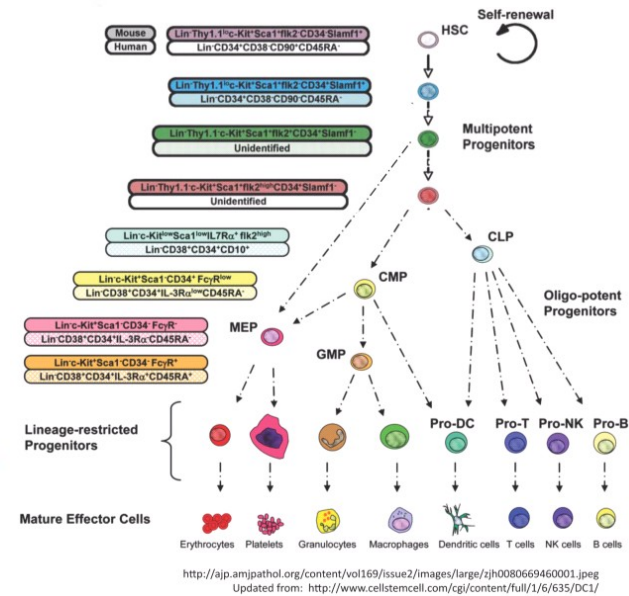 Self-renewal
HSC
Mouse
Lin⁻Thy1.1ˡᵒc-Kit⁺Sca1⁺flk2⁻CD34⁻Slamf1⁺
Human
Lin⁻CD34⁺CD38⁻CD90⁺CD45RA⁻
Lin⁻Thy1.1ˡᵒc-Kit⁺Sca1⁺flk2⁻CD34⁺Slamf1⁺
Lin⁻CD34⁺CD38⁻CD90⁻CD45RA⁻
Lin⁻Thy1.1⁻c-Kit⁺Sca1⁺flk2⁺CD34⁺Slamf1⁻
Unidentified
Multipotent
Progenitors
Lin⁻Thy1.1⁻c-Kit⁺Sca1⁺flk2ʰⁱᵍʰCD34⁺Slamf1⁻
Unidentified
Lin⁻c-KitˡᵒʷSca1ˡᵒʷIL7Rα⁺ flk2ʰⁱᵍʰ
Lin⁻CD38⁺CD34⁺CD10⁺
CLP
Lin⁻c-Kit⁺Sca1⁻CD34⁺ FcγRˡᵒʷ
Lin⁻CD38⁺CD34⁺IL-3RαˡᵒʷCD45RA⁻
CMP
Oligo-potent
Progenitors
Lin⁻c-Kit⁺Sca1⁻CD34⁻ FcγR⁻
Lin⁻CD38⁺CD34⁺IL-3Rα⁻CD45RA⁻
MEP
GMP
Lin⁻c-Kit⁺Sca1⁻CD34⁻ FcγR⁺
Lin⁻CD38⁺CD34⁺IL-3Rα⁺CD45RA⁺
Lineage-restricted
Progenitors
Pro-DC Pro-T Pro-NK Pro-B
Mature Effector Cells
Erythrocytes Platelets Granulocytes Macrophages Dendritic cells T cells NK cells B cells
http://ajp.amjpathol.org/content/vol169/issue2/images/large/zjh0080669460001.jpeg
Updated from: http://www.cellstemcell.com/cgi/content/full/1/6/635/DC1/